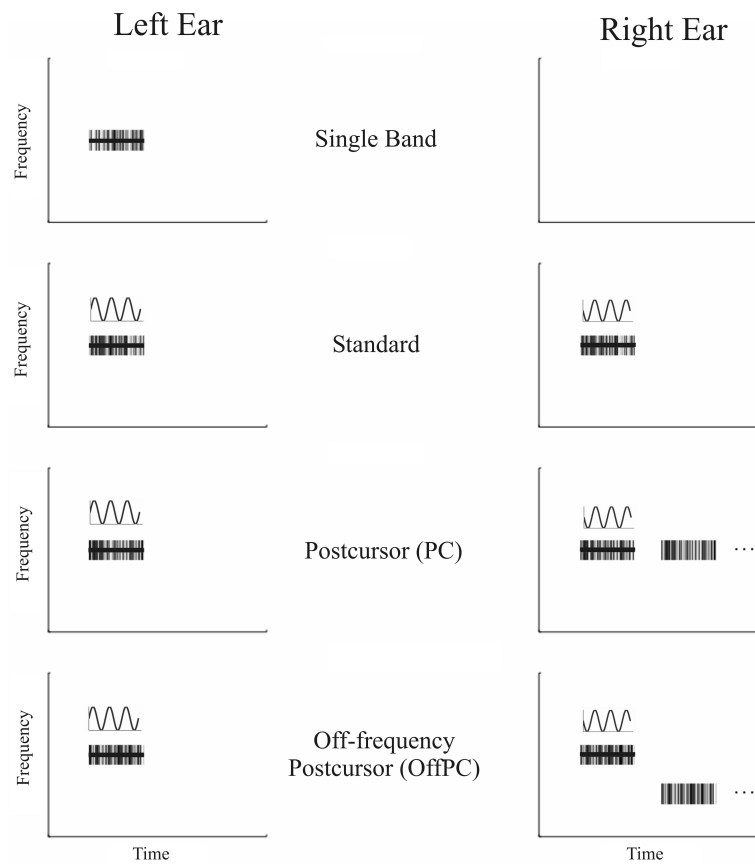 Left Ear
Right Ear
Frequency
Single Band
Frequency
Standard
Frequency
Postcursor (PC)
...
Frequency
Off-frequency
Postcursor (OffPC)
...
Time
Time